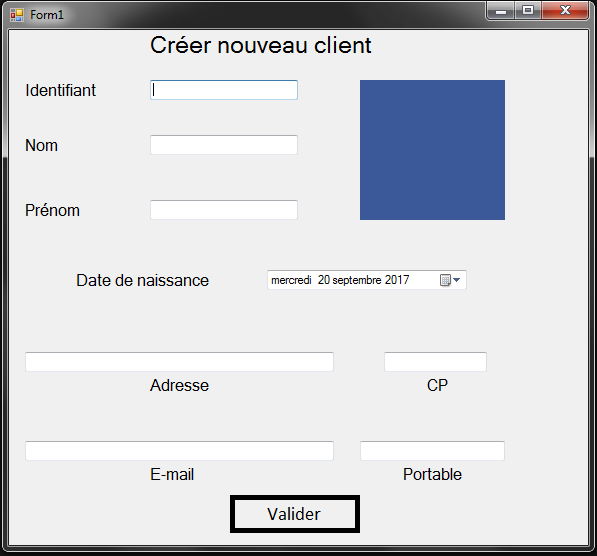 Form1
Créer nouveau client
Identifiant
Nom
Prénom
Date de naissance mercredi 20 septembre 2017
Adresse CP
E-mail Portable
Valider